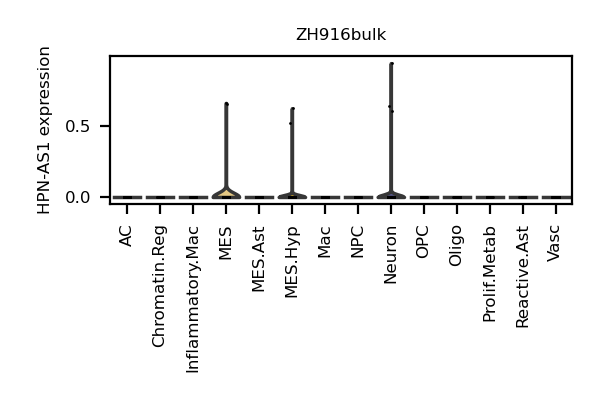 ZH916bulk
HPN-AS1 expression
0.5
0.0
AC
Chromatin.Reg
Inflammatory.Mac
MES
MES.Ast
MES.Hyp
Mac
NPC
Neuron
OPC
Oligo
Prolif.Metab
Reactive.Ast
Vasc